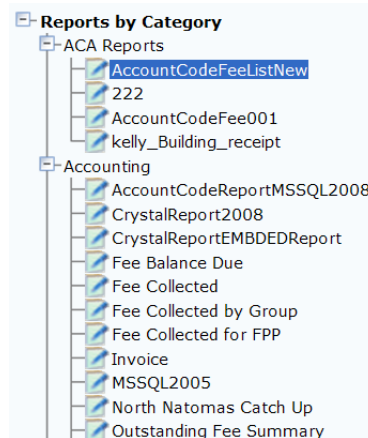 Reports by Category
ACA Reports
AccountCodeFeeListNew
222
AccountCodeFee001
kelly_Building_receipt
Accounting
AccountCodeReportMSSQL2008
CrystalReport2008
CrystalReportEMBDEDReport
Fee Balance Due
Fee Collected
Fee Collected by Group
Fee Collected for FPP
Invoice
MSSQL2005
North Natomas Catch Up
Outstanding Fee Summary